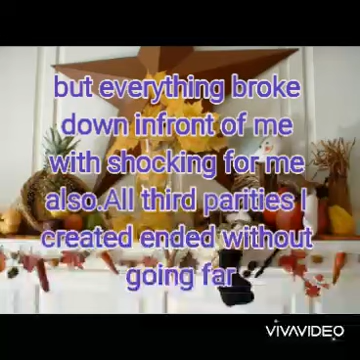 but everything broke
down infront of me
with shocking for me
also.All third parities I
created ended without
going far
VIVAVIDEO